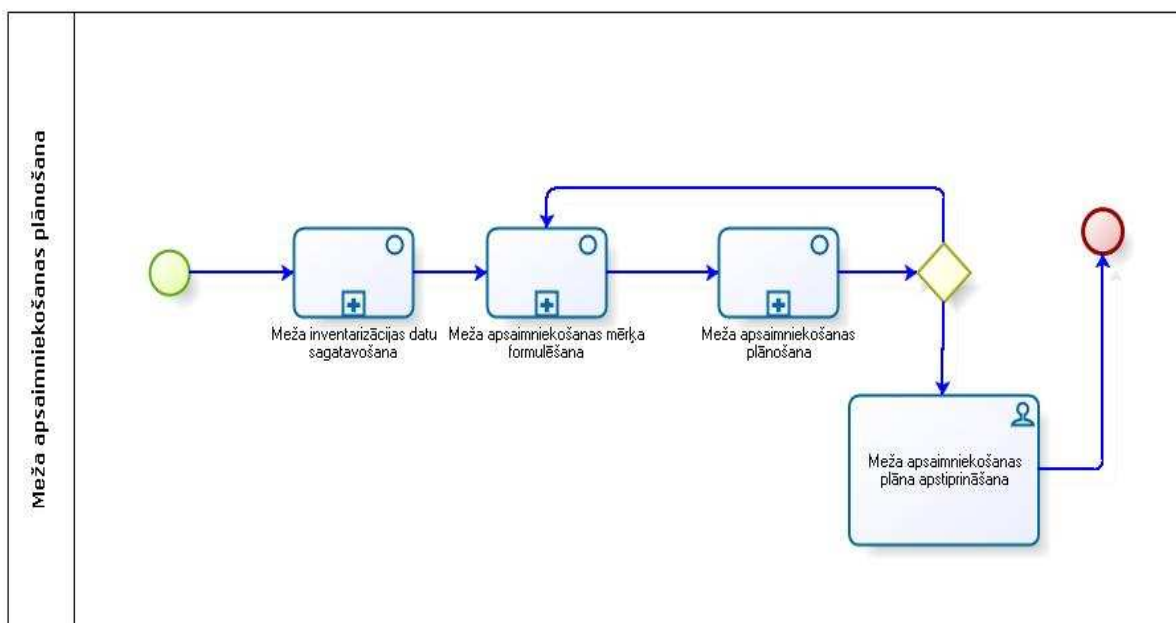 Meža apsaimniekošanas plānošana
Meža inventarizācijas datu
sagatavošana
Meža apsaimniekošanas mērķa
formulēšana
Meža apsaimniekošanas
plānošana
Meža apsaimniekošanas
plāna apstiprināšana